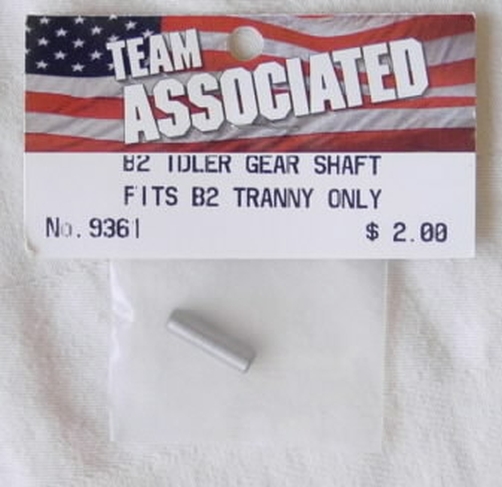 TEAM
ASSOCIATED
B2 IDLER GEAR SHAFT
FITS B2 TRANNY ONLY
No. 9361
$ 2.00